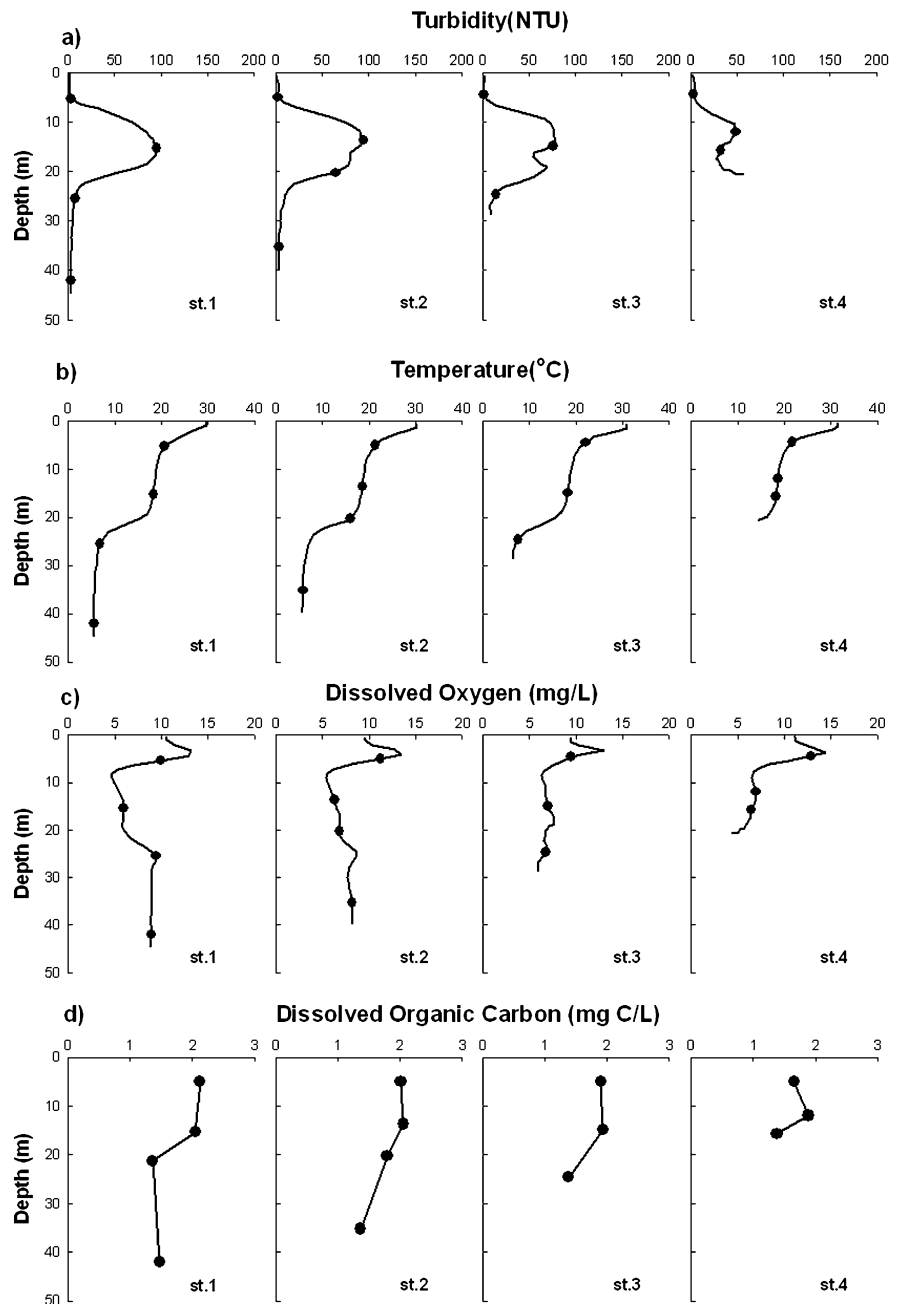 Turbidity(NTU)
a)
0 50 100 150 200 0 50 100 150 200 0 50 100 150 200 0 50 100 150 200
0
10
20
30
40
50
Depth (m)
st.1 st.2 st.3 st.4
b) Temperature(°C)
0 10 20 30 40 0 10 20 30 40 0 10 20 30 40 0 10 20 30 40
0
10
20
30
40
50
Depth (m)
st.1 st.2 st.3 st.4
c) Dissolved Oxygen (mg/L)
0 5 10 15 20 0 5 10 15 20 0 5 10 15 20 0 5 10 15 20
0
10
20
30
40
50
Depth (m)
st.1 st.2 st.3 st.4
d) Dissolved Organic Carbon (mg C/L)
0 1 2 3 0 1 2 3 0 1 2 3 0 1 2 3
0
10
20
30
40
50
Depth (m)
st.1 st.2 st.3 st.4